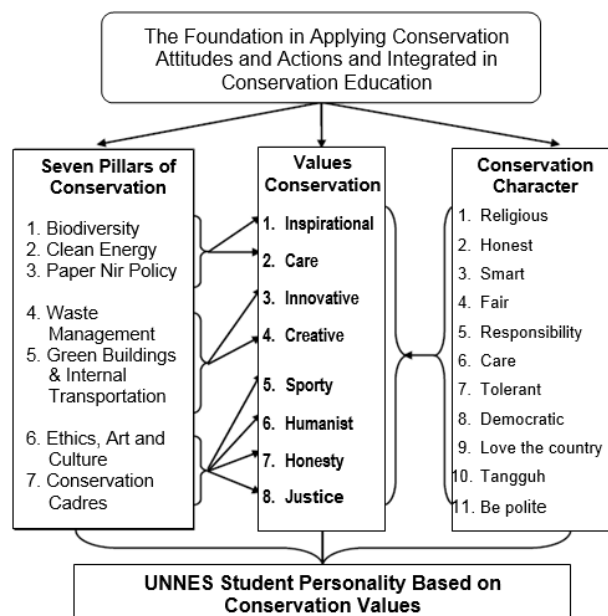 The Foundation in Applying Conservation
Attitudes and Actions and Integrated in
Conservation Education
Seven Pillars of
Conservation
1. Biodiversity
2. Clean Energy
3. Paper Nir Policy
4. Waste
Management
5. Green Buildings
& Internal
Transportation
6. Ethics, Art and
Culture
7. Conservation
Cadres
Values
Conservation
1. Inspirational
2. Care
3. Innovative
4. Creative
5. Sporty
6. Humanist
7. Honesty
8. Justice
Conservation
Character
1. Religious
2. Honest
3. Smart
4. Fair
5. Responsibility
6. Care
7. Tolerant
8. Democratic
9. Love the country
10. Tangguh
11. Be polite
UNNES Student Personality Based on
Conservation Values